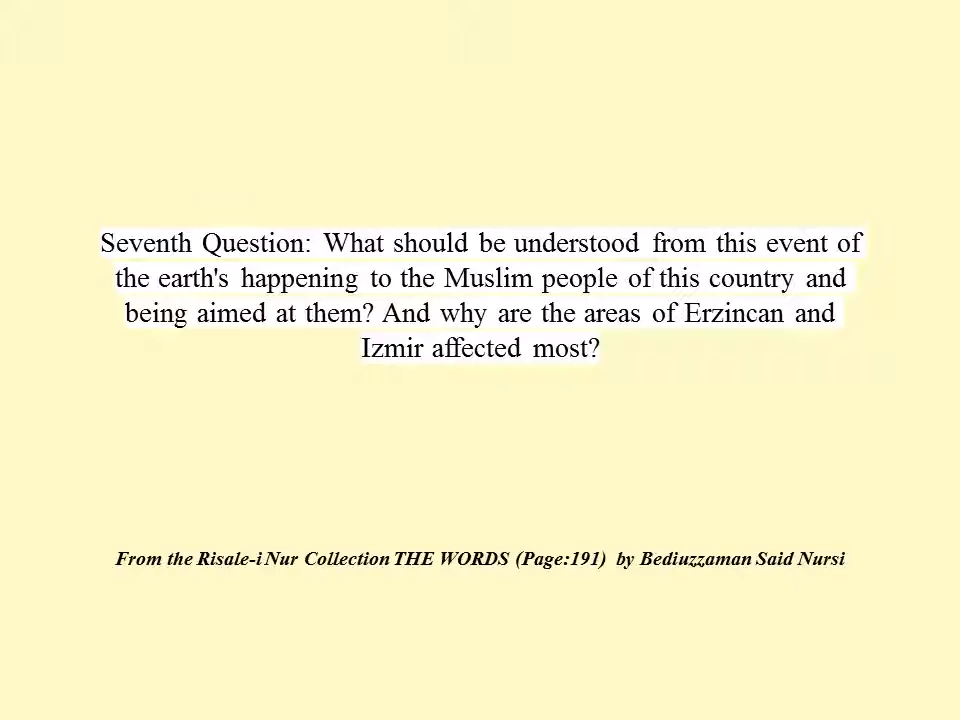 Seventh Question: What should be understood from this event of
the earth's happening to the Muslim people of this country and
being aimed at them? And why are the areas of Erzincan and
Izmir affected most?
From the Risale-i Nur Collection THE WORDS (Page:191) by Bediuzzaman Said Nursi